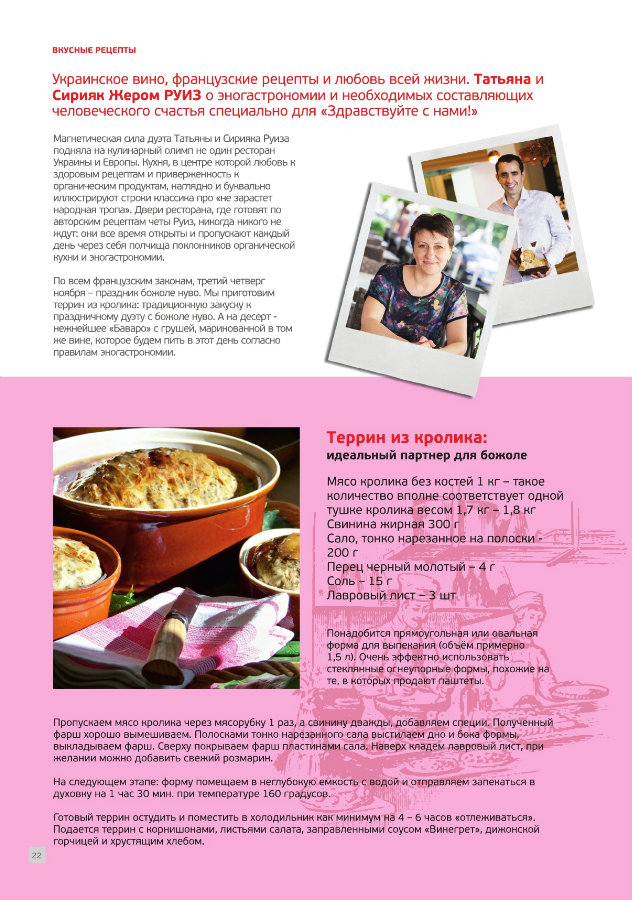 ВКУСНЫЕ РЕЦЕПТЫ
Украинское вино, французские рецепты и любовь всей жизни. Татьяна и
Сирияк Жером РУИЗ о эногастрономии и необходимых составляющих
человеческого счастья специально для «Здравствуйте с нами!»
Магнетическая сила дуэта Татьяны и Сирияка Руиза
подняла на кулинарный олимп не один ресторан
Украины и Европы. Кухня, в центре которой любовь к
здоровым рецептам и приверженность к
органическим продуктам, наглядно и буквально
иллюстрируют строки классика про «не зарастет
народная тропа». Двери ресторана, где готовят по
авторским рецептам четы Руиз, никогда никого не
ждут: они все время открыты и пропускают каждый
день через себя полчища поклонников органической
кухни и эногастрономии.
По всем французским законам, третий четверг
ноября – праздник божоле нуво. Мы приготовим
террин из кролика: традиционную закуску к
праздничному дуэту с божоле нуво. А на десерт -
нежнейшее «Баваро» с грушей, маринованной в том
же вине, которое будем пить в этот день согласно
правилам эногастрономии.
Террин из кролика:
идеальный партнер для божоле
Мясо кролика без костей 1 кг – такое
количество вполне соответствует одной
тушке кролика весом 1,7 кг – 1,8 кг
Свинина жирная 300 г
Сало, тонко нарезанное на полоски -
200 г
Перец черный молотый – 4 г
Соль – 15 г
Лавровый лист – 3 шт
Понадобится прямоугольная или овальная
форма для выпекания (объём примерно
1,5 л). Очень эффектно использовать
стеклянные огнеупорные формы, похожие на
те, в которых продают паштеты.
Пропускаем мясо кролика через мясорубку 1 раз, а свинину дважды, добавляем специи. Полученный
фарш хорошо вымешиваем. Полосками тонко нарезанного сала выстилаем дно и бока формы,
выкладываем фарш. Сверху покрываем фарш пластинами сала. Наверх кладем лавровый лист, при
желании можно добавить свежий розмарин.
На следующем этапе: форму помещаем в неглубокую емкость с водой и отправляем запекаться в
духовку на 1 час 30 мин. при температуре 160 градусов.
Готовый террин остудить и поместить в холодильник как минимум на 4 – 6 часов «отлеживаться».
Подается террин с корнишонами, листьями салата, заправленными соусом «Винегрет», дижонской
горчицей и хрустящим хлебом.
22